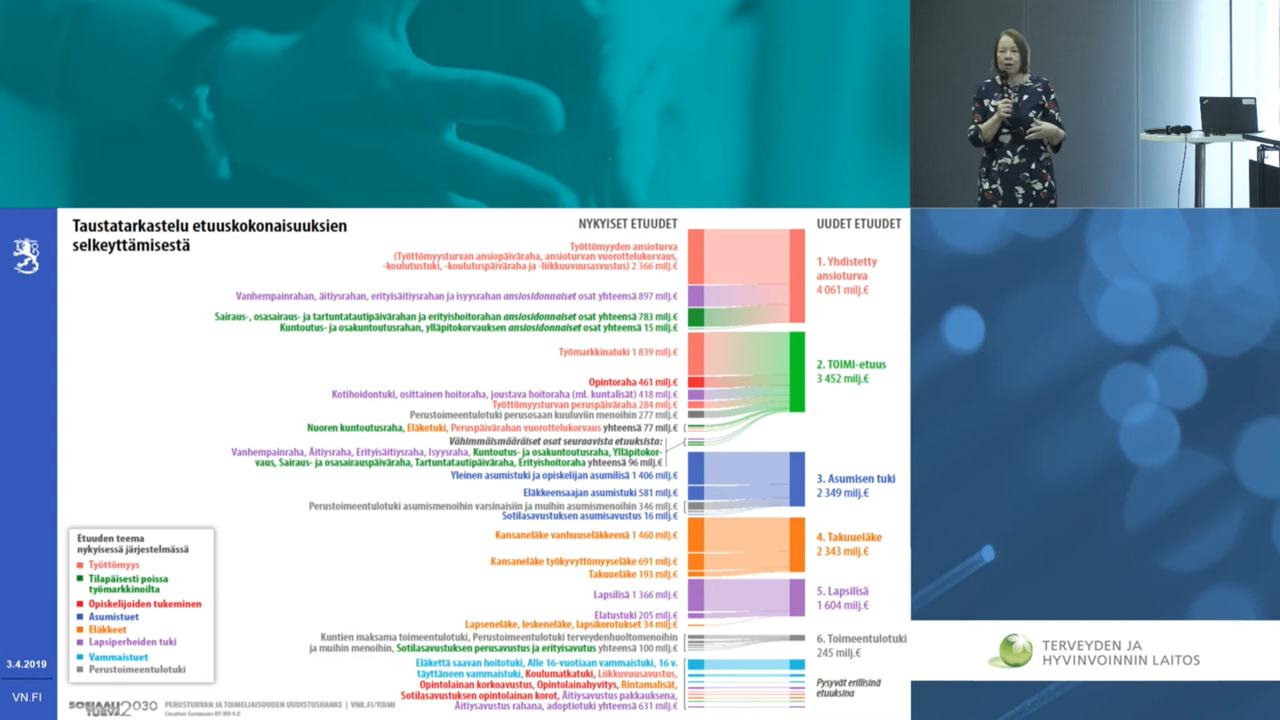 Taustatarkastelu etuuskokonaisuuksien
selkeyttämisestä
NYKYISET ETUUDET
UUDET ETUUDET
Työttömyyden ansioturva
(Työttömyysturvan ansiopäiväraha, ansioturvan vuorottelukorvaus,
-koulutustuki, -koulutuspäiväraha ja -liikkuvuusavustus) 2 366 milj.€
Vanhempainrahan, äitiysrahan, erityisäitiysrahan ja isyysrahan ansiosidonnaiset osat yhteensä 897 milj.€
Sairaus-, osasairaus- ja tartuntatautipäivärahan ja erityishoitorahan ansiosidonnaiset osat yhteensä 783 milj.€
Kuntoutus- ja osakuntoutusrahan, ylläpitokorvauksen ansiosidonnaiset osat yhteensä 15 milj.€
1. Yhdistetty
ansioturva
4 061 milj.€
Työmarkkinatuki 1 839 milj.€
Opintoraha 461 milj.€
Kotihoidontuki, osittainen hoitoraha, joustava hoitoraha (ml. kuntalisät) 418 milj.€
Työttömyysturvan peruspäiväraha 284 milj.€
Perustoimeentulotuki perusosaan kuuluviin menoihin 277 milj.€
Nuoren kuntoutusraha, Eläketuki, Peruspäivärahan vuorottelukorvaus yhteensä 77 milj.€
Vähimmäismääräiset osat seuraavista etuuksista:
Vanhempainraha, Äitiysraha, Erityisäitiysraha, Isyysraha, Kuntoutus- ja osakuntoutusraha, Ylläpitokor-
vaus, Sairaus- ja osasairauspäiväraha, Tartuntatautipäiväraha, Erityishoitoraha yhteensä 96 milj.€
2. TOIMI-etuus
3 452 milj.€
Yleinen asumistuki ja opiskelijan asumilisä 1 406 milj.€
Eläkkeensaajan asumistuki 581 milj.€
Perustoimeentulotuki asumismenoihin varsinaisiin ja muihin asumismenoihin 346 milj.€
Sotilasavustuksen asumisavustus 16 milj.€
3. Asumisen tuki
2 349 milj.€
Kansaneläke vanhuuseläkkeenä 1 460 milj.€
Kansaneläke työkyvyttömyyseläke 691 milj.€
Takuueläke 193 milj.€
4. Takuueläke
2 343 milj.€
Lapsilisä 1 366 milj.€
Elatustuki 205 milj.€
Lapseneläke, leskeneläke, lapsikorotukset 34 milj.€
5. Lapsilisä
1 604 milj.€
Kuntien maksama toimeentulotuki, Perustoimeentulotuki terveydenhuoltomenoihin
ja muihin menoihin, Sotilasavustuksen perusavustus ja erityisavutus yhteensä 100 milj.€
6. Toimeentulotuki
245 milj.€
Eläkettä saavan hoitotuki, Alle 16-vuotiaan vammaistuki, 16 v.
täyttäneen vammaistuki, Koulumatkatuki, Liikkuvuusavustus,
Opintolainan korkoavustus, Opintolainahyvitys, Rintamalisät,
Sotilasavustuksen opintolainan korot, Äitiysavustus pakkauksena,
Äitiysavustus rahana, adoptiotuki yhteensä 631 milj.€
Pysyvät erillisinä
etuuksina
Etuuden teema
nykyisessä järjestelmässä
Työttömyys
Tilapäisesti poissa
työmarkkinoilta
Opiskelijoiden tukeminen
Asumistuet
Eläkkeet
Lapsiperheiden tuki
Vammaistuet
Perustoimeentulotuki
3.4.2019
VN.FI
SOSIAALI
TURVA 2030
PERUSTURVAN JA TOIMELIAISUUDEN UUDISTUSHANKE | VNK.FI/TOIMI
Creative Commons BY-ND 4.0
TERVEYDEN JA
HYVINVOINNIN LAITOS